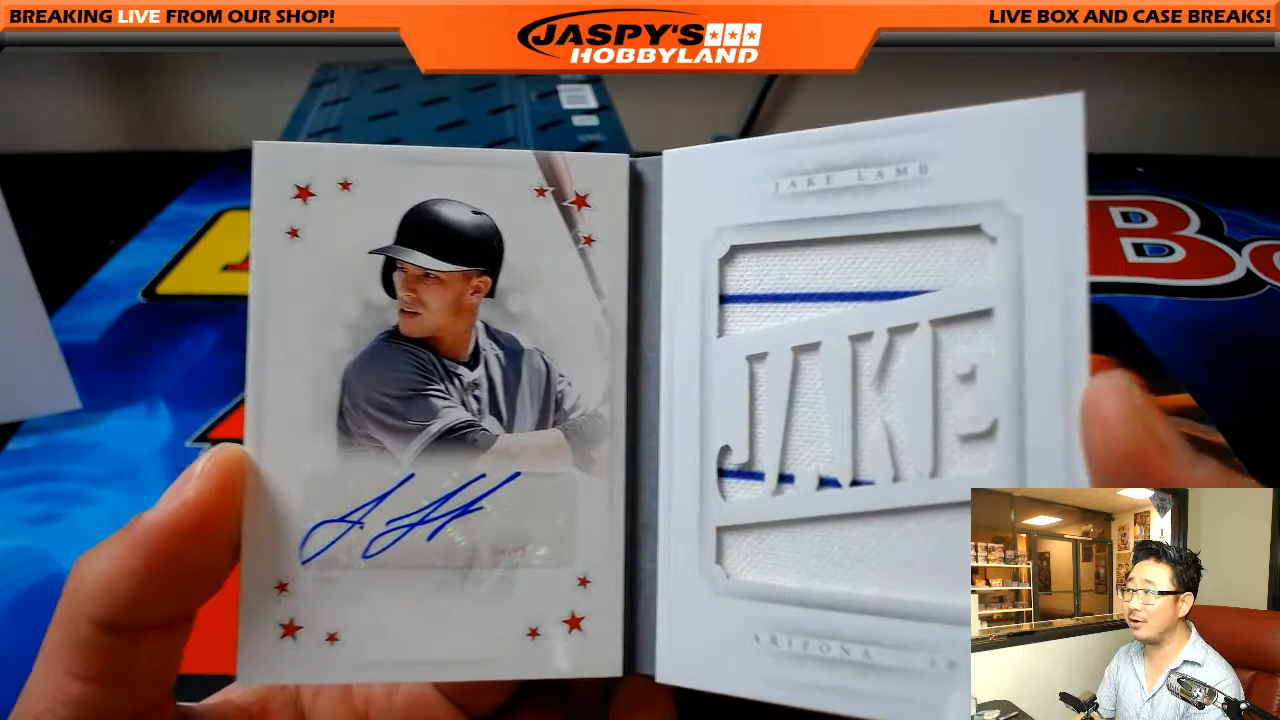 BREAKING LIVE FROM OUR SHOP!
JASPY'S
HOBBYLAND
LIVE BOX AND CASE BREAKS!
JAKE LAMB
JAKE
ARIZONA